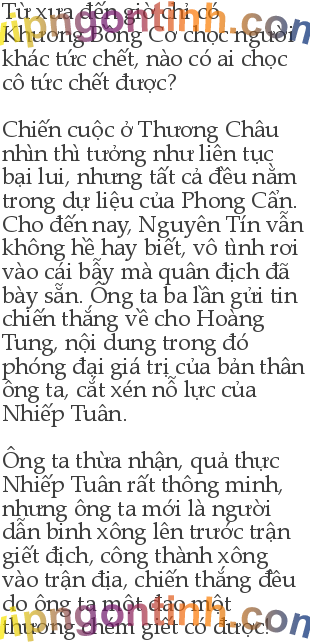 Từ xưa đến giờ chỉ có
Khương Bồng Cơ chọc người
khác tức chết, nào có ai chọc
cô tức chết được?
Chiến cuộc ở Thương Châu
nhìn thì tưởng như liên tục
bại lui, nhưng tất cả đều nằm
trong dự liệu của Phong Cẩn.
Cho đến nay, Nguyên Tín vẫn
không hề hay biết, vô tình rơi
vào cái bẫy mà quân địch đã
bày sẵn. Ông ta ba lần gửi tin
chiến thắng về cho Hoàng
Tung, nội dung trong đó
phóng đại giá trị của bản thân
ông ta, cắt xén nỗ lực của
Nhiếp Tuân.
Ông ta thừa nhận, quả thực
Nhiếp Tuân rất thông minh,
nhưng ông ta mới là người
dẫn binh xông lên trước trận
giết địch, công thành xông
vào trận địa, chiến thắng đều
do ông ta một đao một
thương chém giết có được!
vipngontinh.com
vipngontinh.com